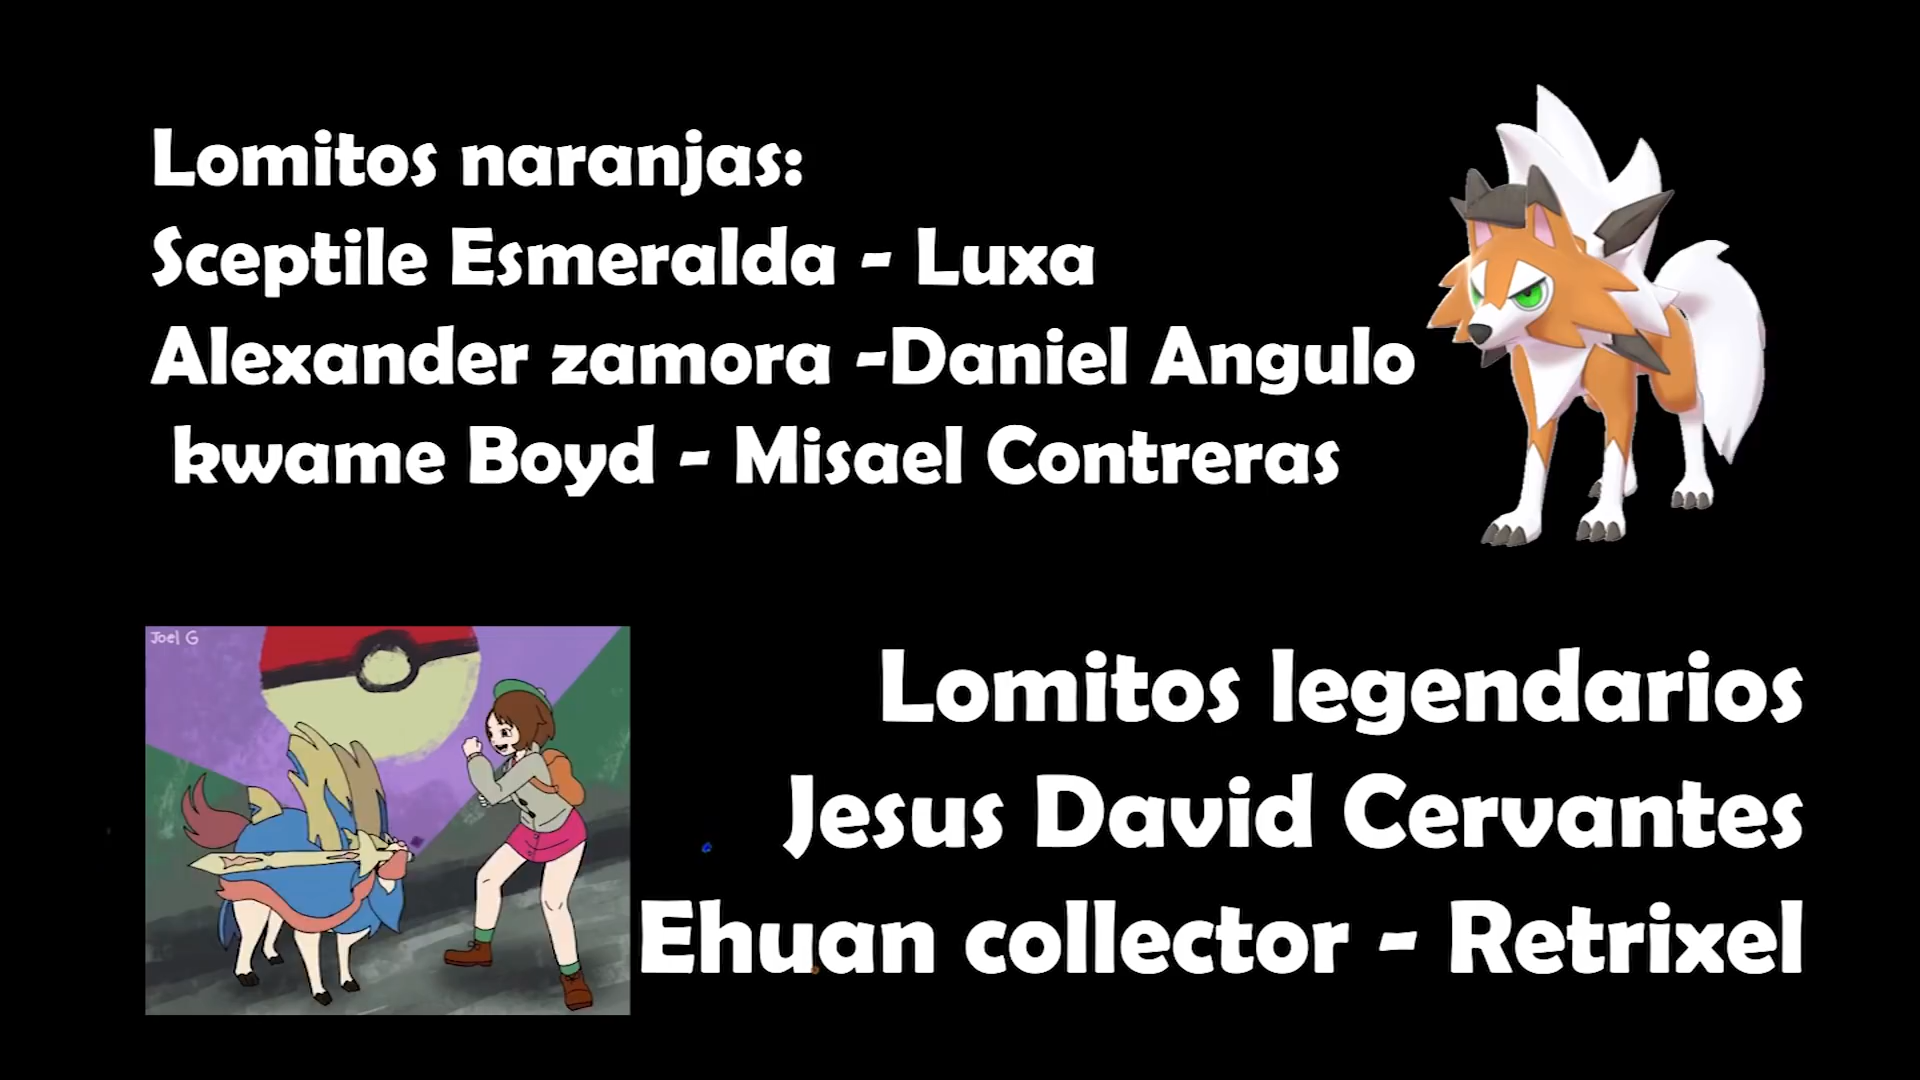 Lomitos naranjas:
Sceptile Esmeralda - Luxa
Alexander zamora -Daniel Angulo
kwame Boyd - Misael Contreras
Joel G
Lomitos legendarios
Jesus David Cervantes
Ehuan collector - Retrixel